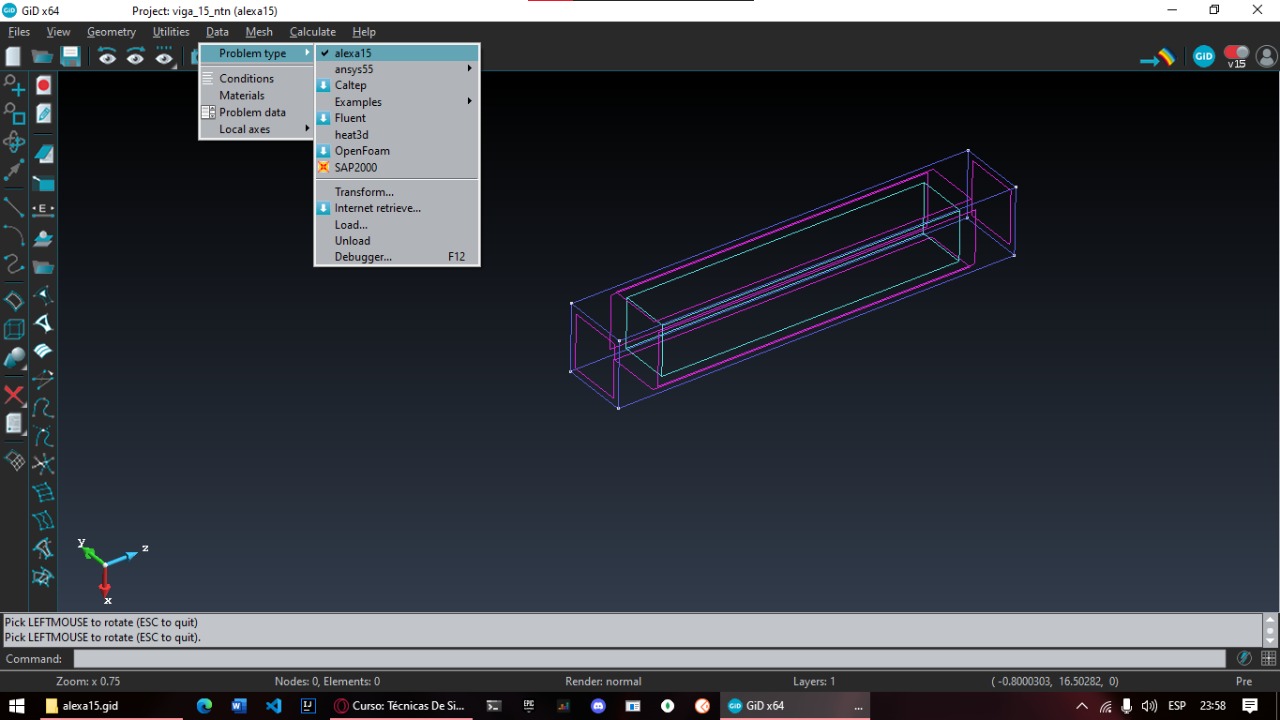 GiD x64 Project: viga_15_ntn (alexa15)
Files View Geometry Utilities Data Mesh Calculate Help
GiD v15
Problem type
Conditions
Materials
Problem data
Local axes
alexa15
ansys55
Caltep
Examples
Fluent
heat3d
OpenFoam
SAP2000
Transform...
Internet retrieve...
Load...
Unload
Debugger... F12
E
y
z
x
Pick LEFTMOUSE to rotate (ESC to quit)
Pick LEFTMOUSE to rotate (ESC to quit).
Command:
Zoom: x 0.75 Nodes: 0, Elements: 0 Render: normal Layers: 1 ( -0.8000303, 16.50282, 0) Pre
alexa15.gid Curso: Técnicas De Si... EPIC GiD x64 ... ESP 23:58